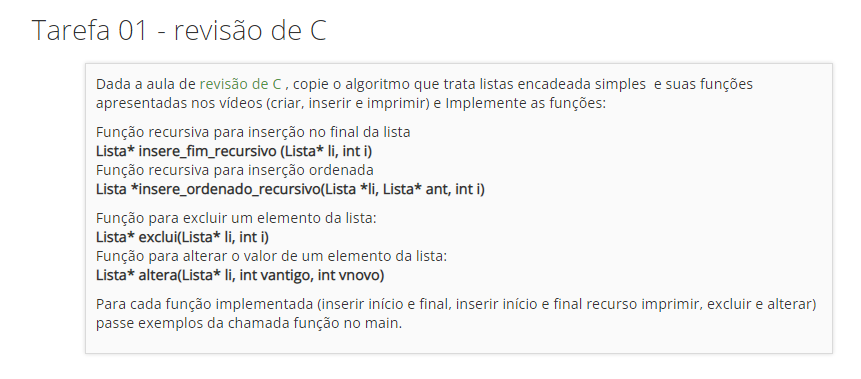 Tarefa 01 - revisão de C
Dada a aula de revisão de C , copie o algoritmo que trata listas encadeada simples  e suas funções
apresentadas nos vídeos (criar, inserir e imprimir) e Implemente as funções:
Função recursiva para inserção no final da lista
Lista* insere_fim_recursivo (Lista* li, int i)
Função recursiva para inserção ordenada
Lista *insere_ordenado_recursivo(Lista *li, Lista* ant, int i)
Função para excluir um elemento da lista:
Lista* exclui(Lista* li, int i)
Função para alterar o valor de um elemento da lista:
Lista* altera(Lista* li, int vantigo, int vnovo)
Para cada função implementada (inserir início e final, inserir início e final recurso imprimir, excluir e alterar)
passe exemplos da chamada função no main.